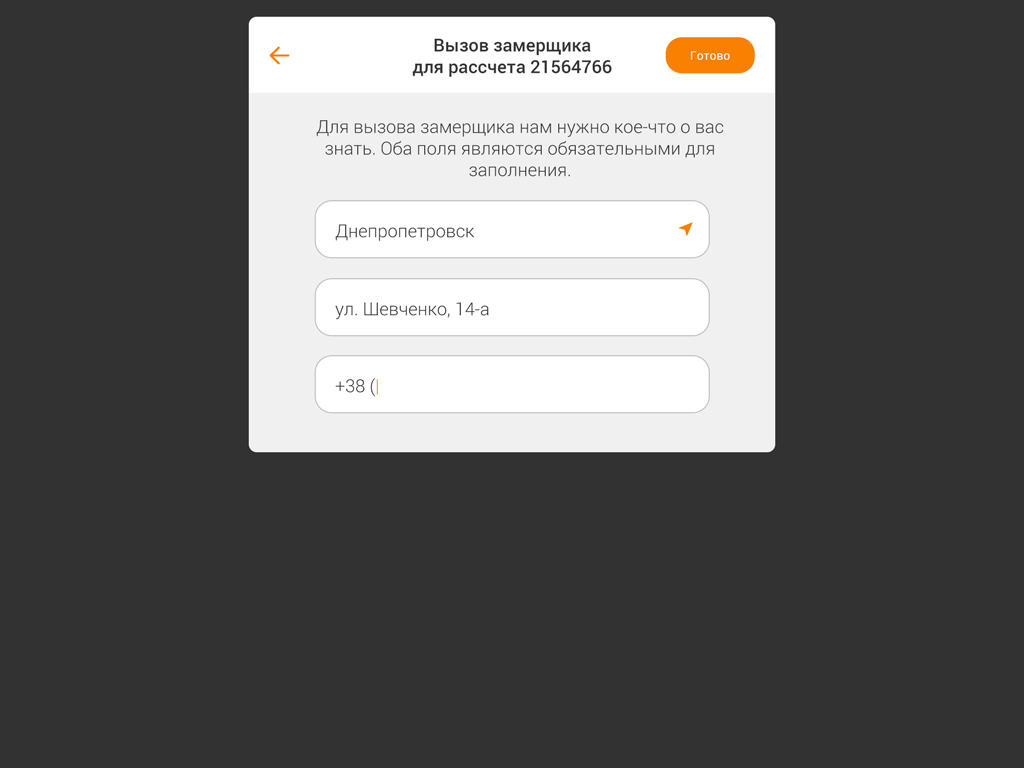 Вызов замерщика
для рассчета 21564766
Готово
Для вызова замерщика нам нужно кое-что о вас
знать. Оба поля являются обязательными для
заполнения.
Днепропетровск
ул. Шевченко, 14-а
+38 (